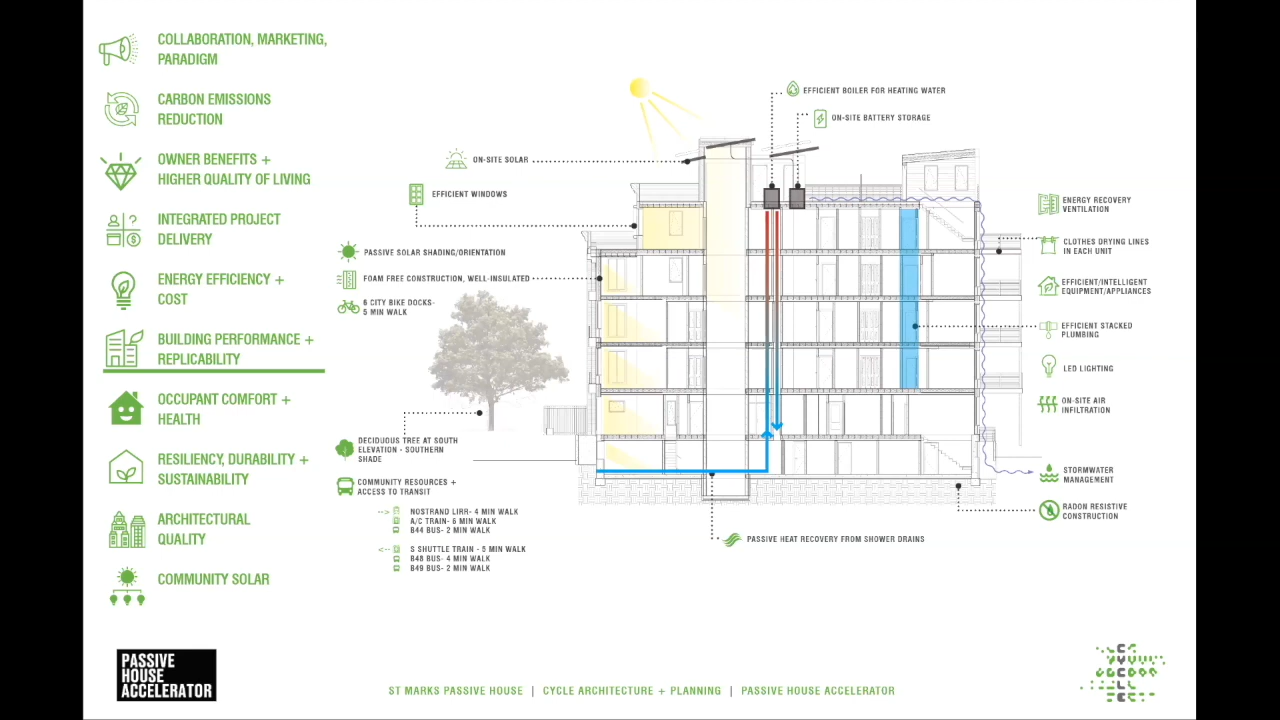 COLLABORATION, MARKETING,
PARADIGM
CARBON EMISSIONS
REDUCTION
OWNER BENEFITS +
HIGHER QUALITY OF LIVING
INTEGRATED PROJECT
DELIVERY
ENERGY EFFICIENCY +
COST
BUILDING PERFORMANCE +
REPLICABILITY
OCCUPANT COMFORT +
HEALTH
RESILIENCY, DURABILITY +
SUSTAINABILITY
ARCHITECTURAL
QUALITY
COMMUNITY SOLAR
EFFICIENT BOILER FOR HEATING WATER
ON-SITE BATTERY STORAGE
ON-SITE SOLAR
EFFICIENT WINDOWS
PASSIVE SOLAR SHADING/ORIENTATION
FOAM FREE CONSTRUCTION, WELL-INSULATED
6 CITY BIKE DOCKS-
5 MIN WALK
DECIDUOUS TREE AT SOUTH
ELEVATION - SOUTHERN
SHADE
COMMUNITY RESOURCES +
ACCESS TO TRANSIT
NOSTRAND LIRR- 4 MIN WALK
A/C TRAIN- 6 MIN WALK
B44 BUS- 2 MIN WALK
S SHUTTLE TRAIN - 5 MIN WALK
B48 BUS- 4 MIN WALK
B49 BUS- 2 MIN WALK
ENERGY RECOVERY
VENTILATION
CLOTHES DRYING LINES
IN EACH UNIT
EFFICIENT/INTELLIGENT
EQUIPMENT/APPLIANCES
EFFICIENT STACKED
PLUMBING
LED LIGHTING
ON-SITE AIR
INFILTRATION
STORMWATER
MANAGEMENT
RADON RESISTIVE
CONSTRUCTION
PASSIVE HEAT RECOVERY FROM SHOWER DRAINS
PASSIVE
HOUSE
ACCELERATOR
ST MARKS PASSIVE HOUSE | CYCLE ARCHITECTURE + PLANNING | PASSIVE HOUSE ACCELERATOR
CYCLE